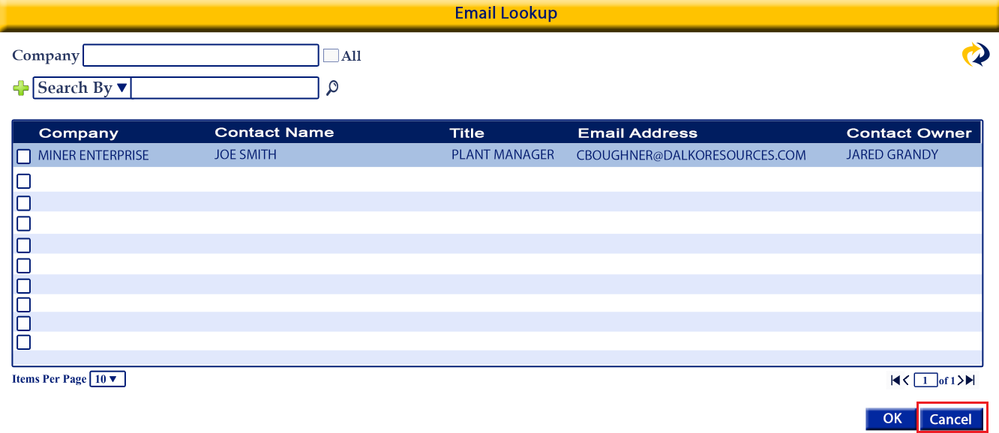 Email Lookup
Company All
Search By
Company Contact Name Title Email Address Contact Owner
MINER ENTERPRISE JOE SMITH PLANT MANAGER CBOUGHNER@DALKORESOURCES.COM JARED GRANDY
Items Per Page 10 1 of 1
OK Cancel